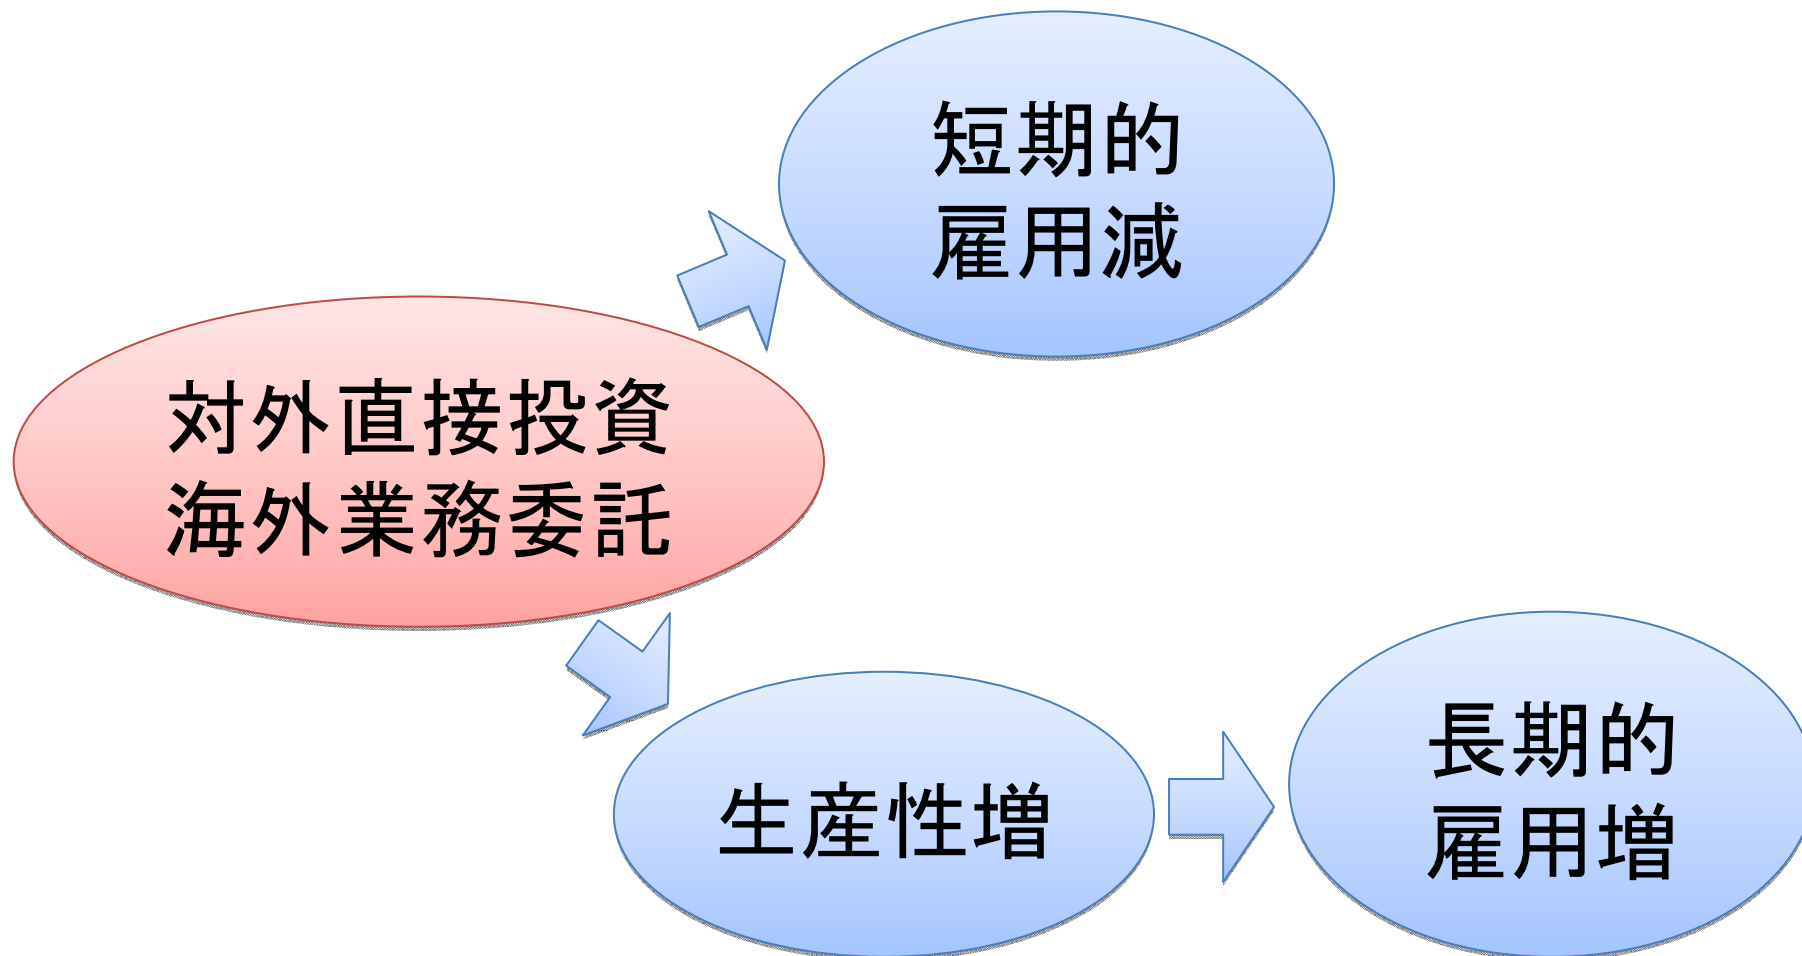 短期的
雇用減
対外直接投資
海外業務委託
生産性増
長期的
雇用増